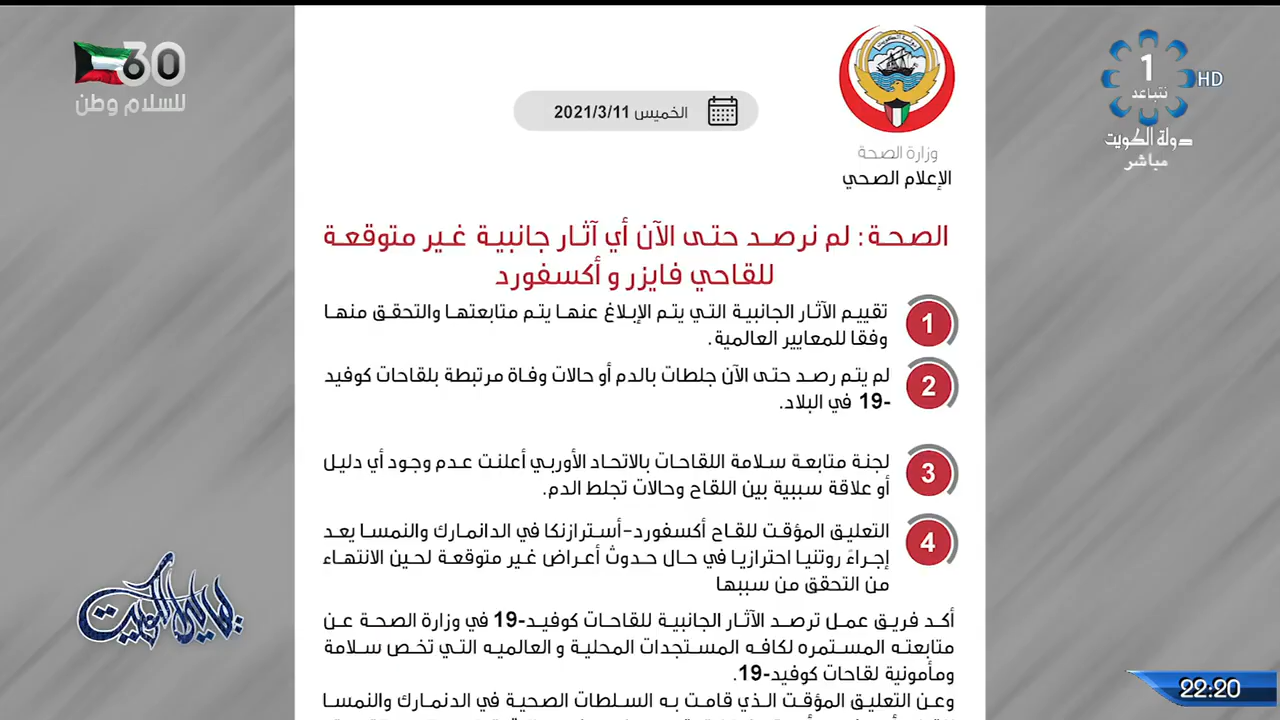 30
للسلام وطن
1
نتباعد
HD
دولة الكويت
مباشر
الخميس 2021/3/11
وزارة الصحة
الإعلام الصحي
الصحة: لم نرصد حتى الآن أي آثار جانبية غير متوقعة
للقاحي فايزر و أكسفورد
1 تقييم الآثار الجانبية التي يتم الإبلاغ عنها يتم متابعتها والتحقق منها
وفقا للمعايير العالمية.
2 لم يتم رصد حتى الآن جلطات بالدم أو حالات وفاة مرتبطة بلقاحات كوفيد
-19 في البلاد.
3 لجنة متابعة سلامة اللقاحات بالاتحاد الأوربي أعلنت عدم وجود أي دليل
أو علاقة سببية بين اللقاح وحالات تجلط الدم.
4 التعليق المؤقت للقاح أكسفورد-أسترازنكا في الدانمارك والنمسا يعد
إجراءً روتنيا احترازيا في حال حدوث أعراض غير متوقعة لحين الانتهاء
من التحقق من سببها
أكد فريق عمل ترصد الآثار الجانبية للقاحات كوفيد-19 في وزارة الصحة عن
متابعته المستمره لكافه المستجدات المحلية و العالميه التي تخص سلامة
ومأمونية لقاحات كوفيد-19.
وعن التعليق المؤقت الذي قامت به السلطات الصحية في الدنمارك والنمسا
22:20